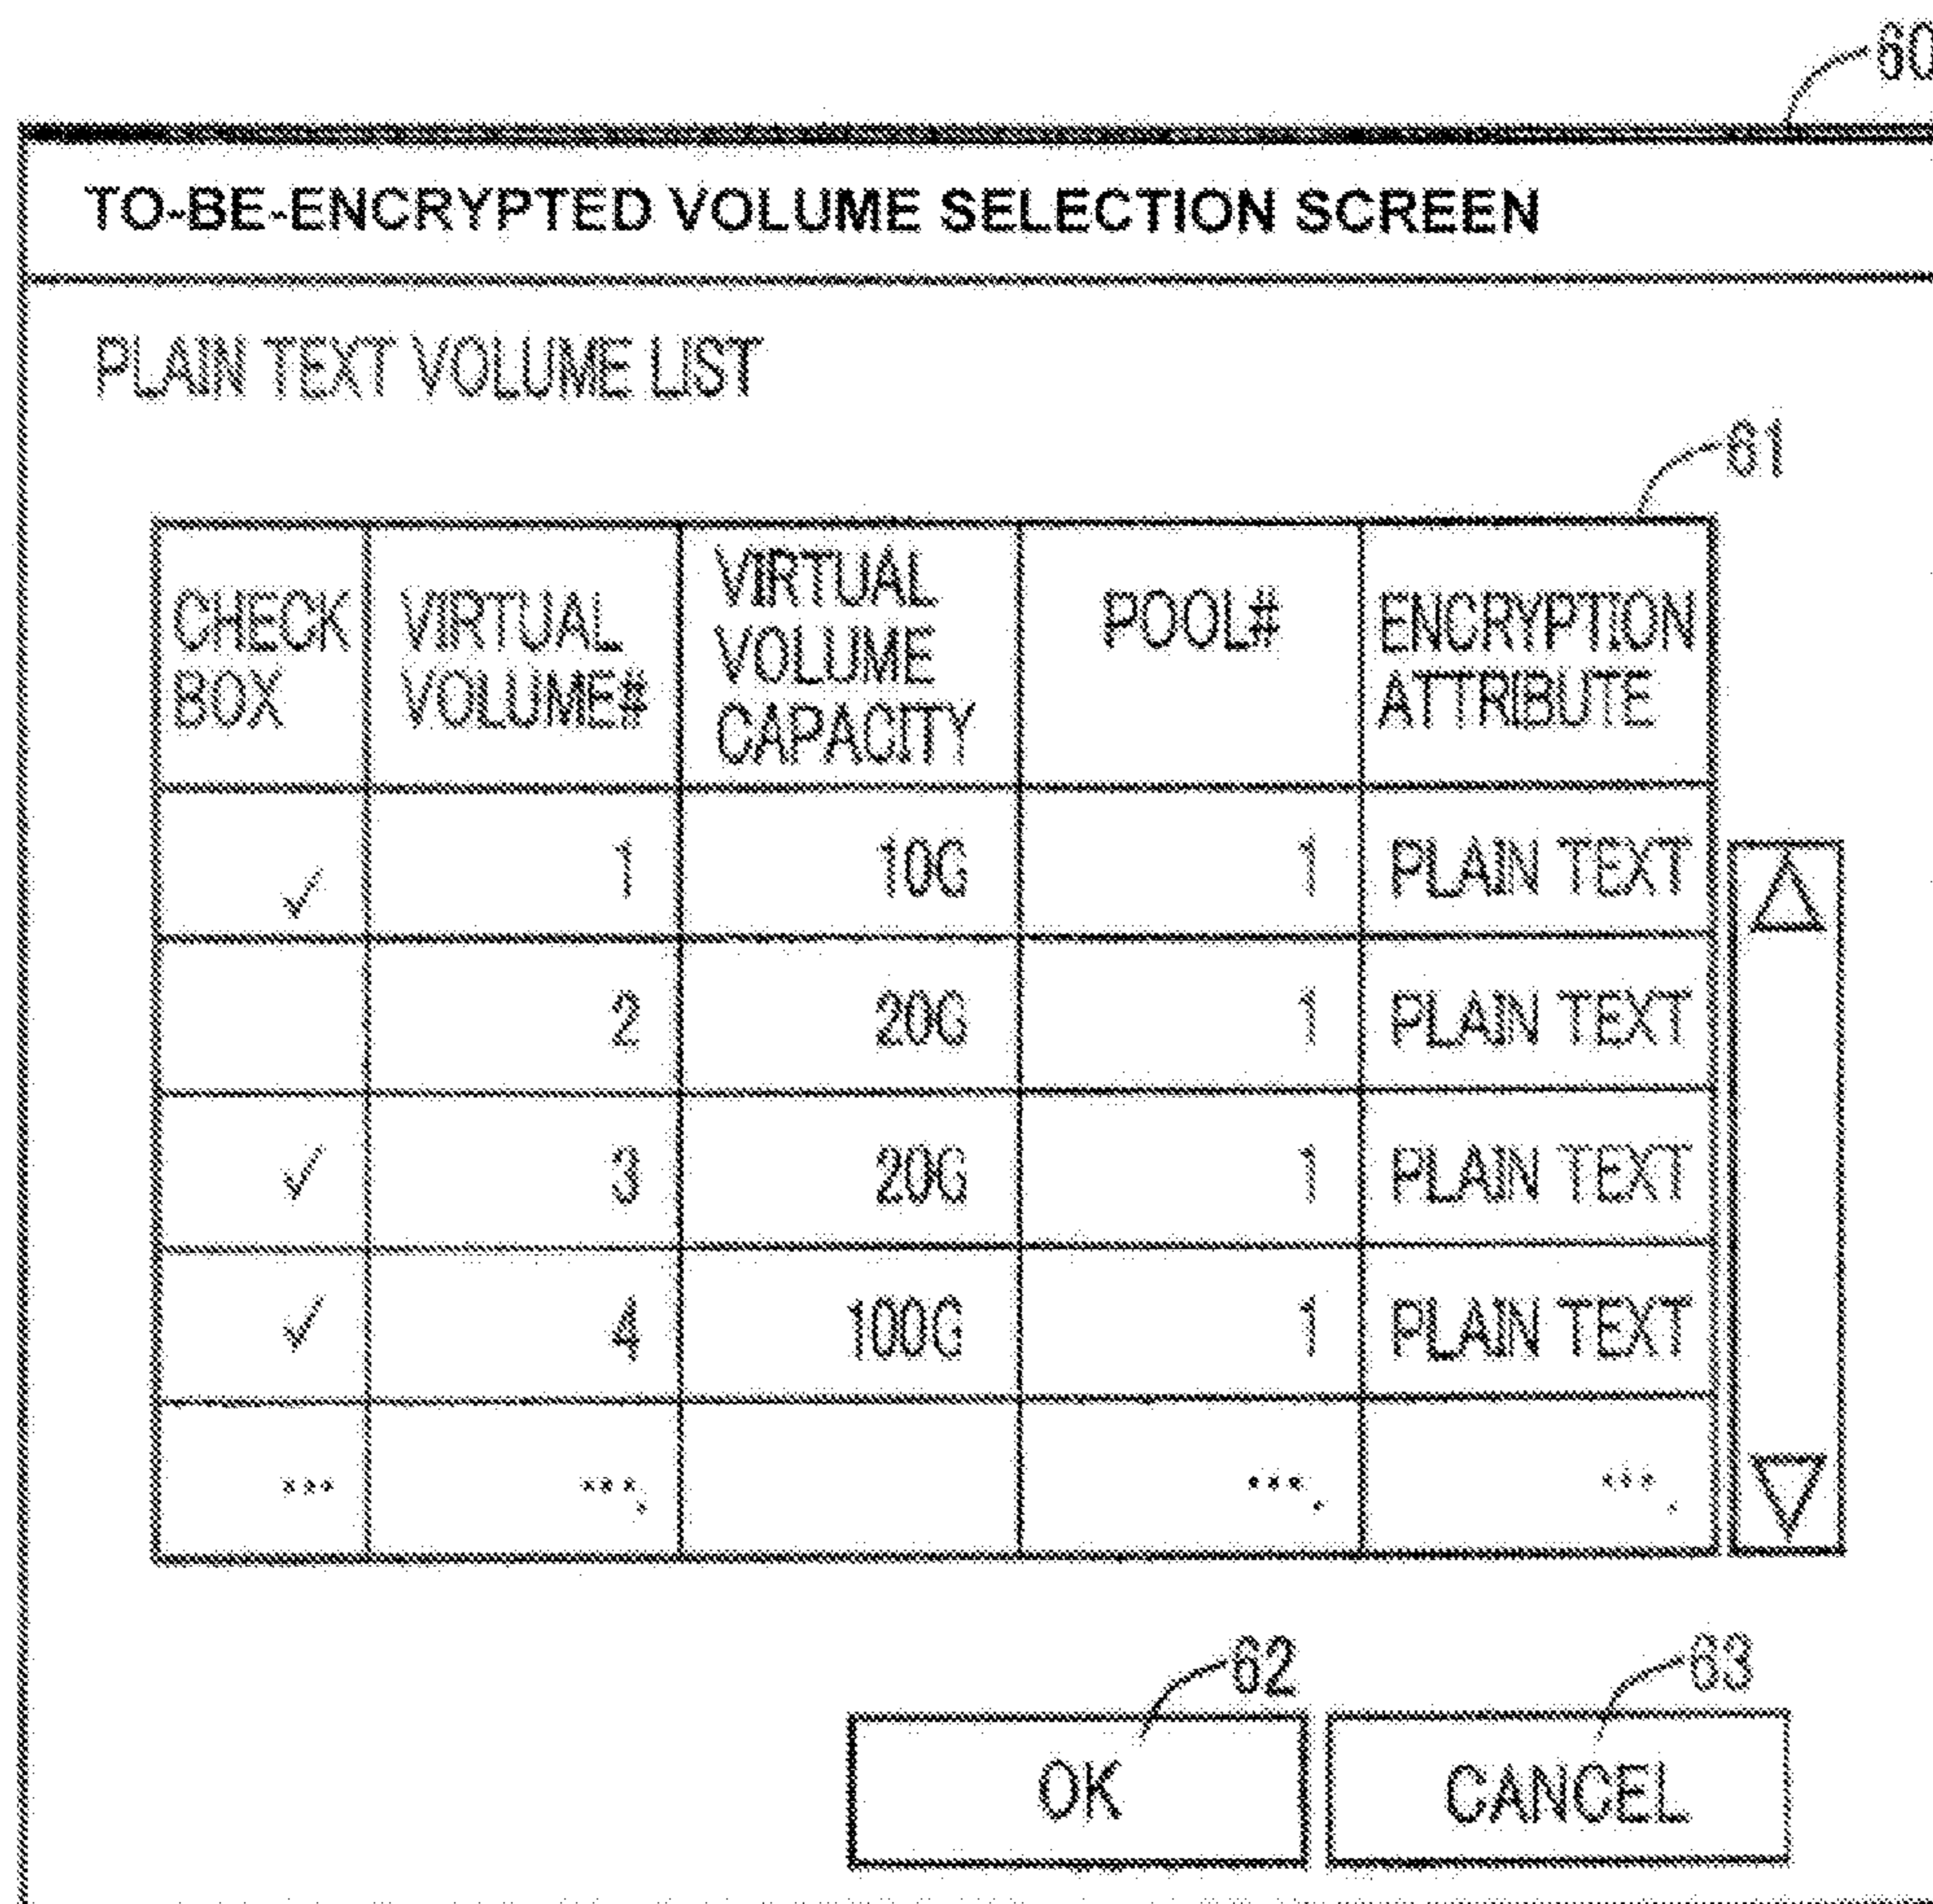 60
TO-BE-ENCRYPTED VOLUME SELECTION SCREEN
PLAIN TEXT VOLUME LIST
61
CHECK BOX VIRTUAL VOLUME# VIRTUAL VOLUME CAPACITY POOL# ENCRYPTION ATTRIBUTE
✓ 1 10G 1 PLAIN TEXT
2 20G 1 PLAIN TEXT
✓ 3 20G 1 PLAIN TEXT
✓ 4 100G 1 PLAIN TEXT
... ..., ..., ...,
62 63
OK CANCEL